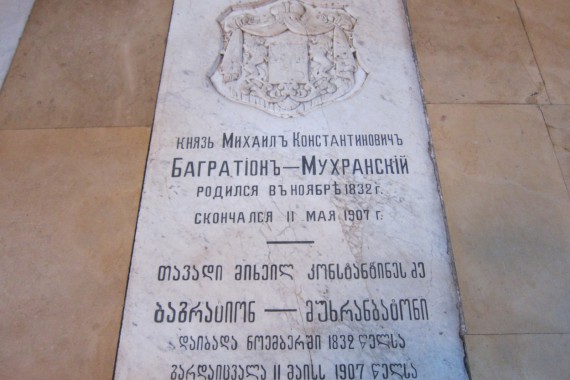 КНЯЗЬ МИХАИЛЪ КОНСТАНТИНОВИЧЪ
БАГРАТІОНЪ—МУХРАНСКІЙ
РОДИЛСЯ ВЪ НОЯБРѢ 1832 Г.
СКОНЧАЛСЯ 11 МАЯ 1907 Г.
თავადი მიხეილ კონსტანტინეს ძე
ბაგრატიონ — მუხრანბატონი
დაიბადა ნოემბერში 1832 წელსა
გარდაიცვალა 11 მაისს 1907 წელსა